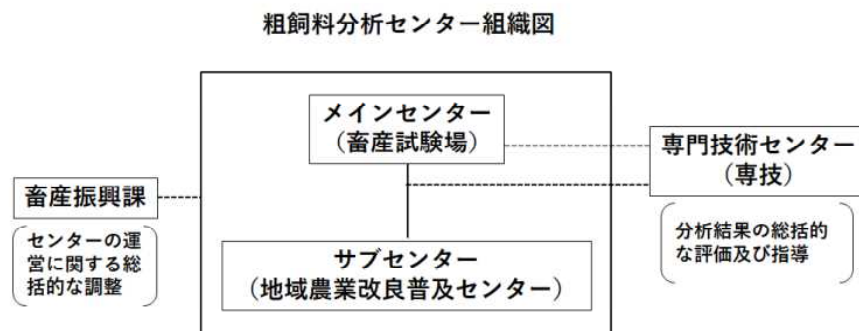 粗飼料分析センター組織図
メインセンター
（畜産試験場）
専門技術センター
（専技）
畜産振興課
センターの運
営に関する総
括的な調整
分析結果の総括的
な評価及び指導
サブセンター
（地域農業改良普及センター）